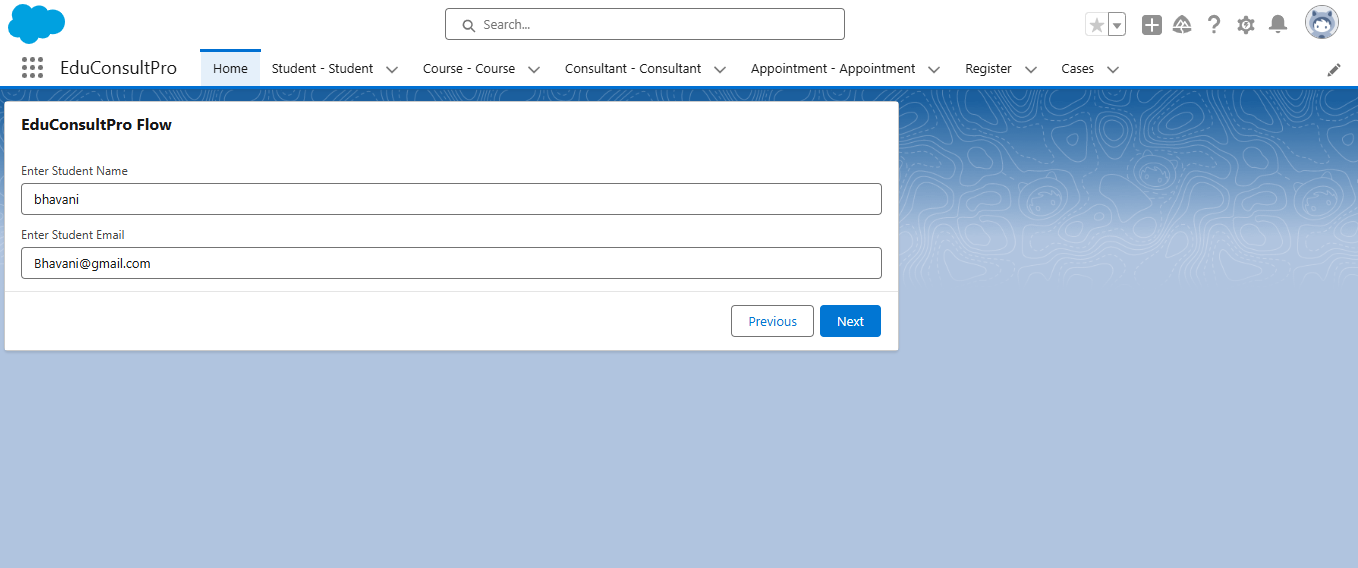 Search...
EduConsultPro Home Student - Student Course - Course Consultant - Consultant Appointment - Appointment Register Cases
EduConsultPro Flow
Enter Student Name
bhavani
Enter Student Email
Bhavani@gmail.com
Previous Next